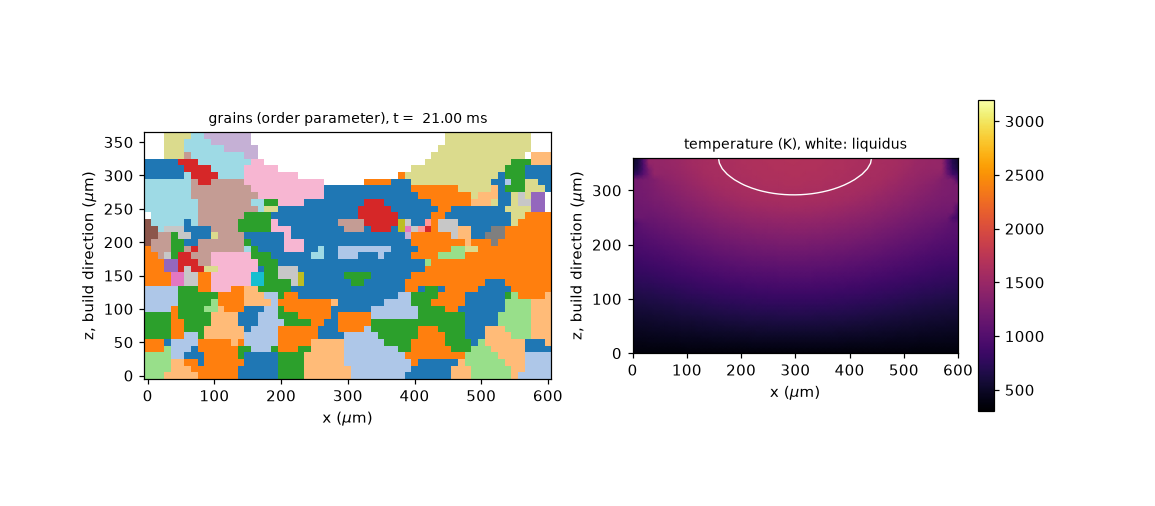 grains (order parameter), t =  21.00 ms
z, build direction (μm)
350
300
250
200
150
100
50
0
0 100 200 300 400 500 600
x (μm)
temperature (K), white: liquidus
z, build direction (μm)
300
200
100
0
0 100 200 300 400 500 600
x (μm)
3000
2500
2000
1500
1000
500